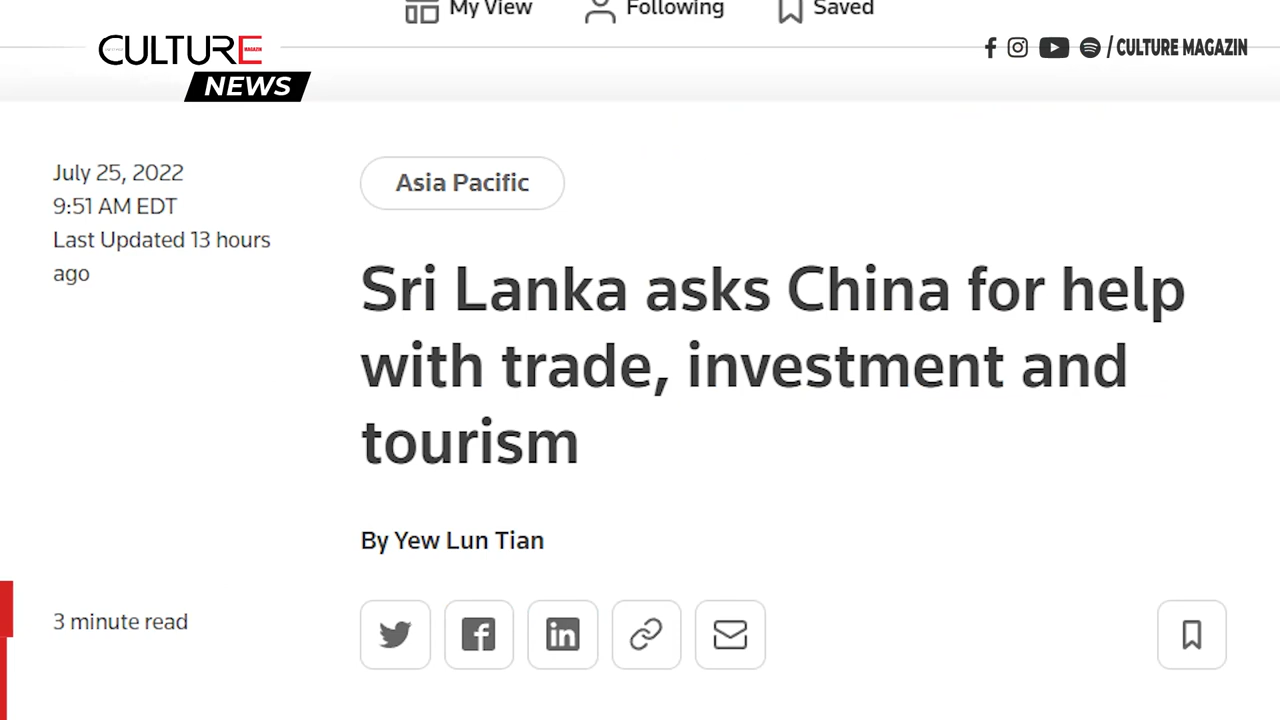 My View
Following
Saved
CULTURE
MAGAZIN
NEWS
/ CULTURE MAGAZIN
July 25, 2022
9:51 AM EDT
Last Updated 13 hours
ago
Asia Pacific
Sri Lanka asks China for help
with trade, investment and
tourism
By Yew Lun Tian
3 minute read